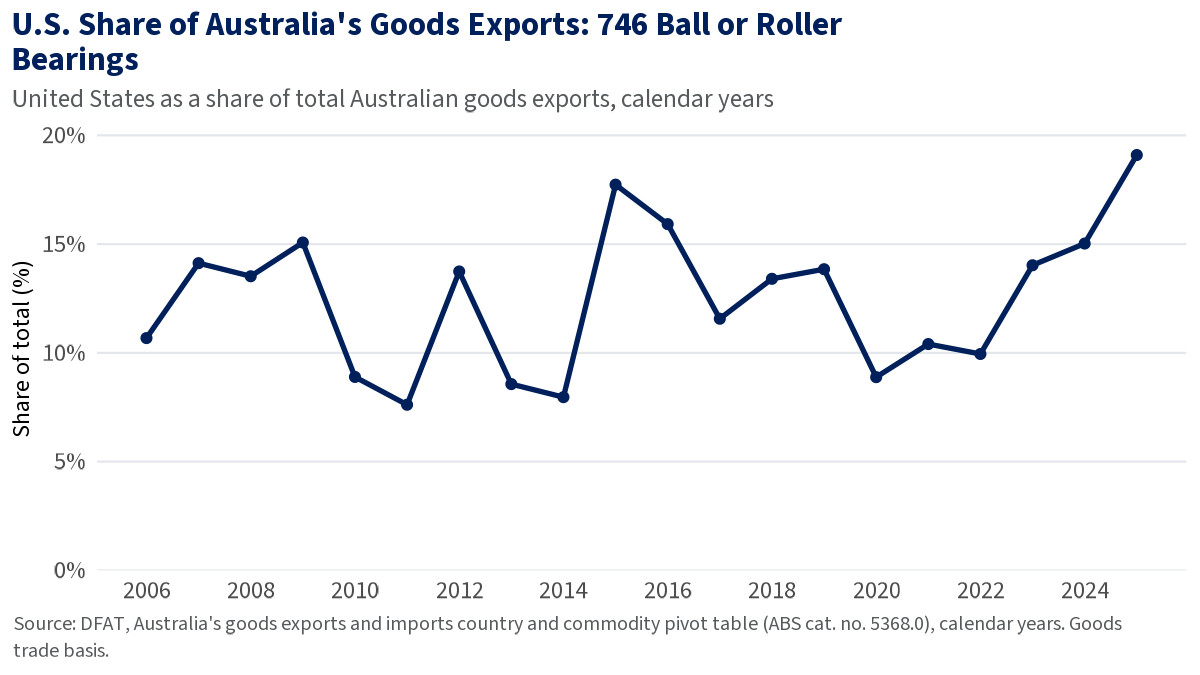 U.S. Share of Australia's Goods Exports: 746 Ball or Roller
Bearings
United States as a share of total Australian goods exports, calendar years
20%
15%
10%
5%
0%
Share of total (%)
2006 2008 2010 2012 2014 2016 2018 2020 2022 2024
Source: DFAT, Australia's goods exports and imports country and commodity pivot table (ABS cat. no. 5368.0), calendar years. Goods
trade basis.